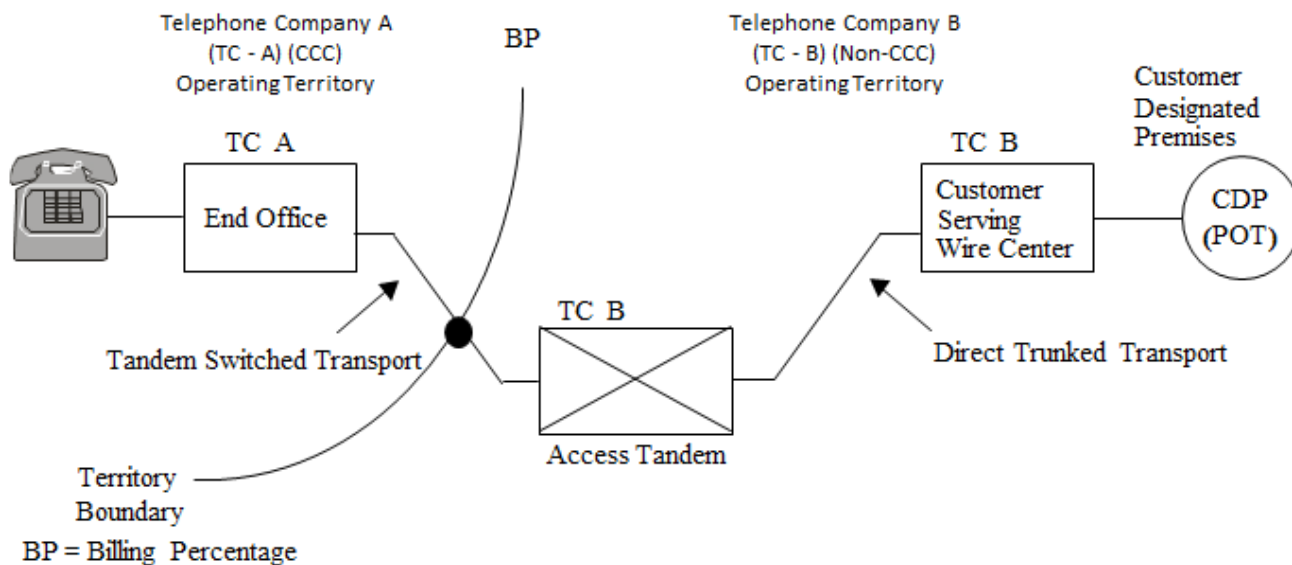 Telephone Company A
(TC - A) (CCC)
Operating Territory
BP
Telephone Company B
(TC - B) (Non-CCC)
Operating Territory
Customer
Designated
Premises
TC A
End Office
TC B
Customer
Serving
Wire Center
CDP
(POT)
Tandem Switched Transport
TC B
Access Tandem
Direct Trunked Transport
Territory
Boundary
BP = Billing Percentage